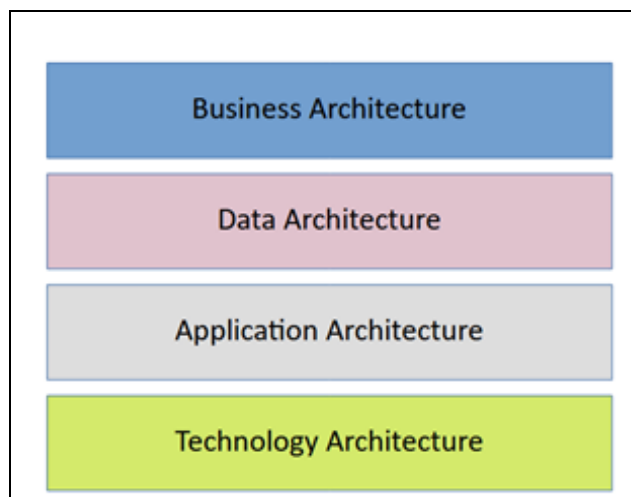 Business Architecture
Data Architecture
Application Architecture
Technology Architecture